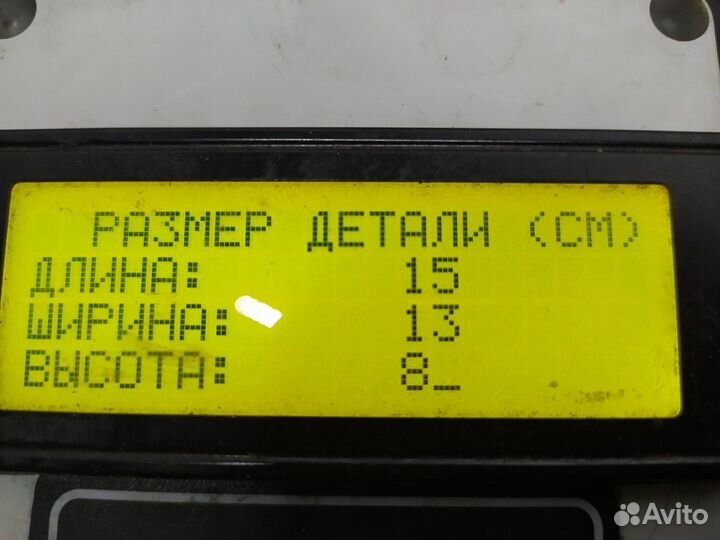 РАЗМЕР ДЕТАЛИ (СМ)
ДЛИНА: 15
ШИРИНА: 13
ВЫСОТА: 8_
Avito